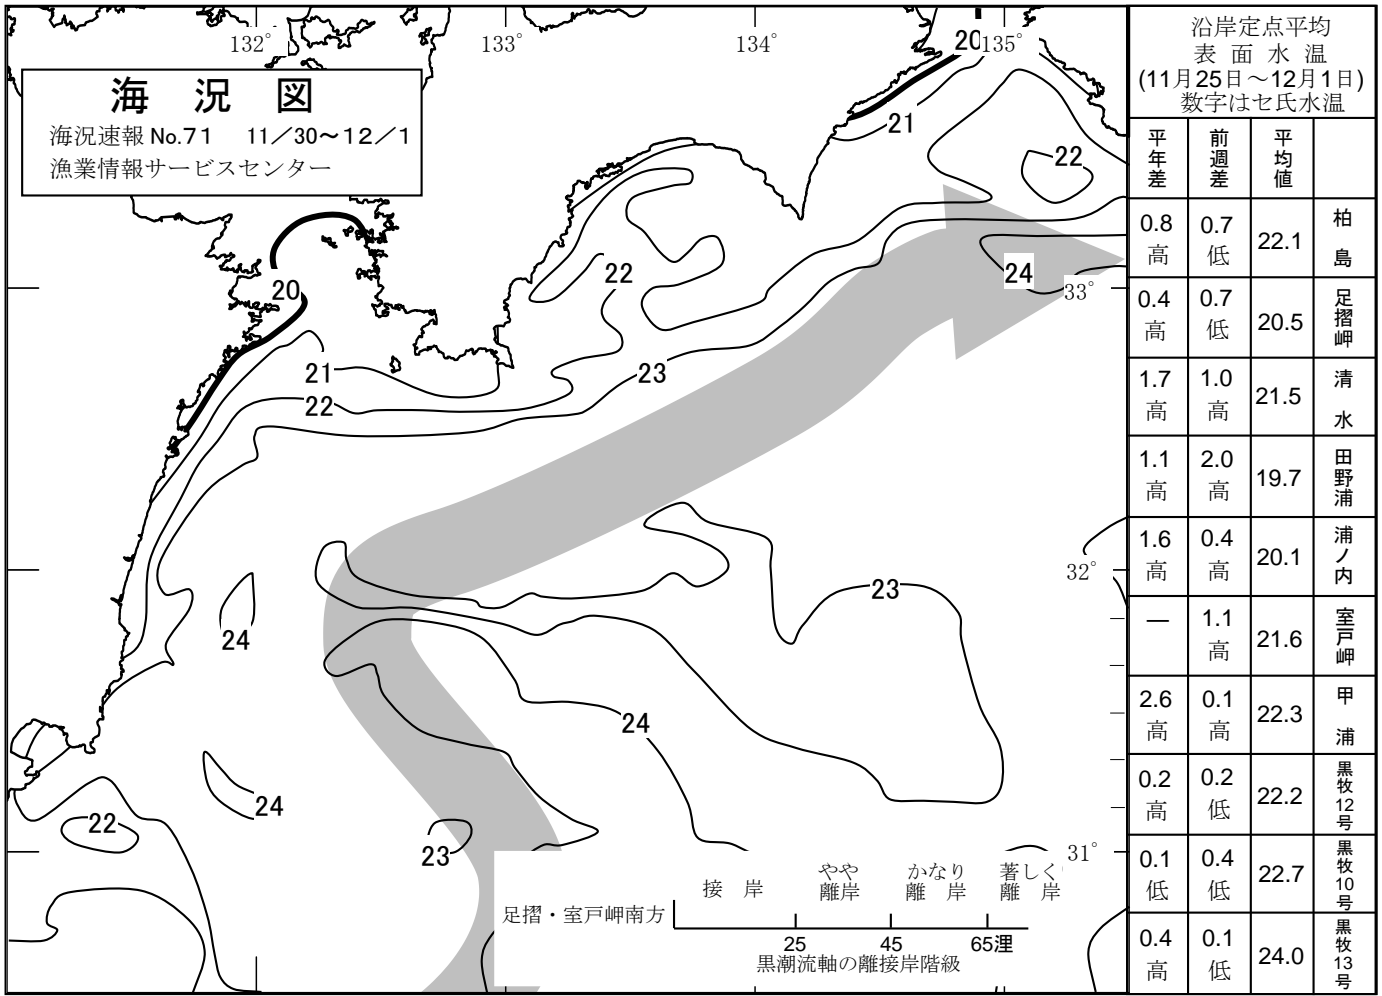 132°
133°
134°
135°
海 況 図
海況速報 No.71 11／30～12／1
漁業情報サービスセンター
20
21
22
24
33°
20
22
23
21
22
32°
23
24
24
24
22
23
31°
接 岸
やや
離岸
かなり
離 岸
著しく
離 岸
足摺・室戸岬南方
25 45 65浬
黒潮流軸の離接岸階級
沿岸定点平均
表 面 水 温
(11月25日～12月1日)
数字はセ氏水温
平年差 前週差 平均値
0.8高 0.7低 22.1 柏島
0.4高 0.7低 20.5 足摺岬
1.7高 1.0高 21.5 清水
1.1高 2.0高 19.7 田野浦
1.6高 0.4高 20.1 浦ノ内
― 1.1高 21.6 室戸岬
2.6高 0.1高 22.3 甲浦
0.2高 0.2低 22.2 黒牧12号
0.1低 0.4低 22.7 黒牧10号
0.4高 0.1低 24.0 黒牧13号